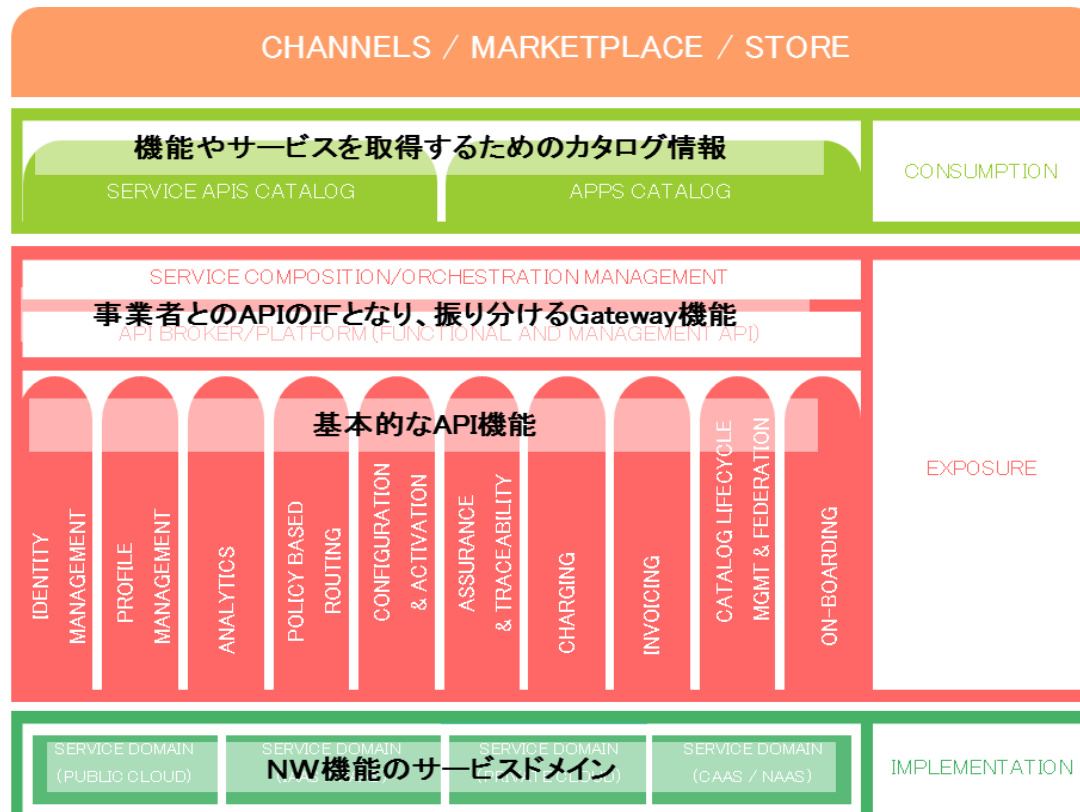 CHANNELS / MARKETPLACE / STORE
機能やサービスを取得するためのカタログ情報
SERVICE APIS CATALOG
APPS CATALOG
CONSUMPTION
SERVICE COMPOSITION/ORCHESTRATION MANAGEMENT
事業者とのAPIのIFとなり、振り分けるGateway機能
API BROKER/PLATFORM (FUNCTIONAL AND MANAGEMENT API)
基本的なAPI機能
IDENTITY
MANAGEMENT
PROFILE
MANAGEMENT
ANALYTICS
POLICY BASED
ROUTING
CONFIGURATION
& ACTIVATION
ASSURANCE
& TRACEABILITY
CHARGING
INVOICING
CATALOG LIFECYCLE
MGMT & FEDERATION
ON-BOARDING
EXPOSURE
SERVICE DOMAIN
(PUBLIC CLOUD)
SERVICE DOMAIN
SERVICE DOMAIN
(PRIVATE CLOUD)
SERVICE DOMAIN
(CAAS / NAAS)
NW機能のサービスドメイン
IMPLEMENTATION